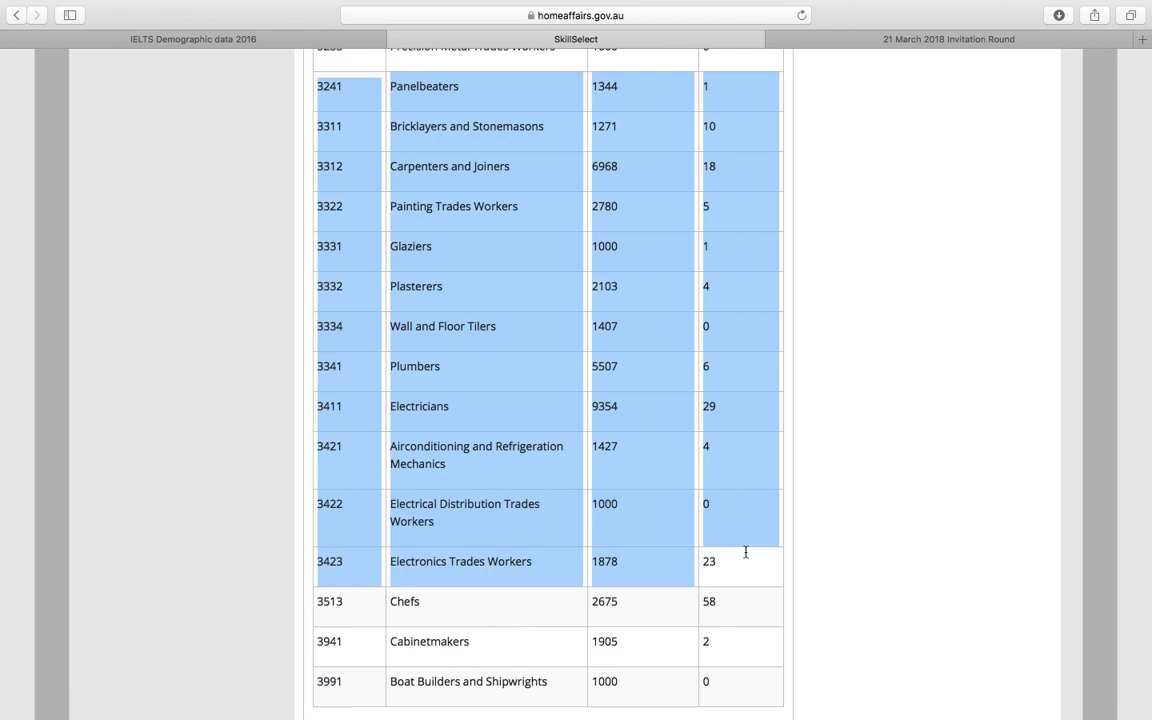 homeaffairs.gov.au
IELTS Demographic data 2016 SkillSelect 21 March 2018 Invitation Round
3241 Panelbeaters 1344 1
3311 Bricklayers and Stonemasons 1271 10
3312 Carpenters and Joiners 6968 18
3322 Painting Trades Workers 2780 5
3331 Glaziers 1000 1
3332 Plasterers 2103 4
3334 Wall and Floor Tilers 1407 0
3341 Plumbers 5507 6
3411 Electricians 9354 29
3421 Airconditioning and Refrigeration 1427 4
Mechanics
3422 Electrical Distribution Trades 1000 0
Workers
3423 Electronics Trades Workers 1878 23
3513 Chefs 2675 58
3941 Cabinetmakers 1905 2
3991 Boat Builders and Shipwrights 1000 0